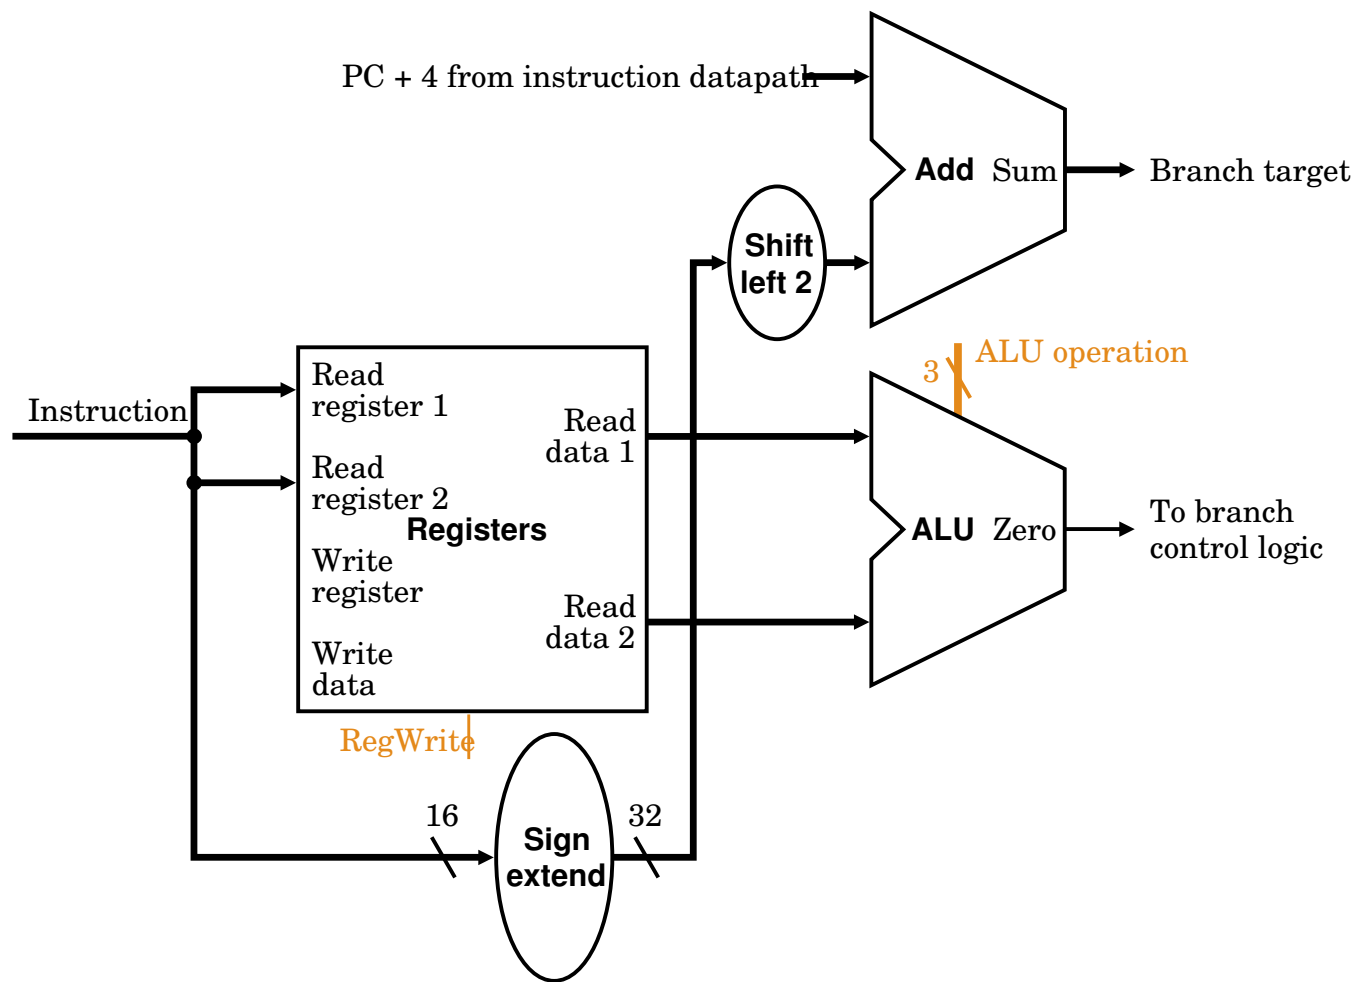 PC + 4 from instruction datapath
Add Sum
Branch target
Shift
left 2
ALU operation
3
Instruction
Read
register 1
Read
data 1
Read
register 2
Registers
Write
register
Read
data 2
Write
data
ALU Zero
To branch
control logic
RegWrite
16
Sign
extend
32